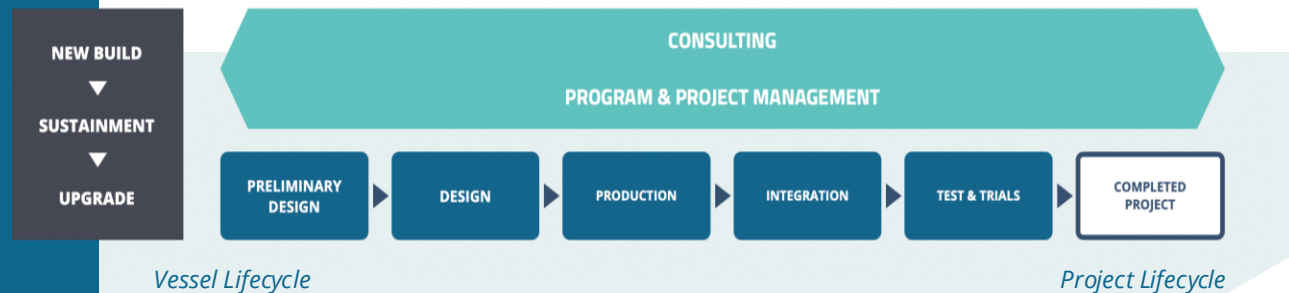 NEW BUILD
SUSTAINMENT
UPGRADE
CONSULTING
PROGRAM & PROJECT MANAGEMENT
PRELIMINARY
DESIGN
DESIGN
PRODUCTION
INTEGRATION
TEST & TRIALS
COMPLETED
PROJECT
Vessel Lifecycle
Project Lifecycle